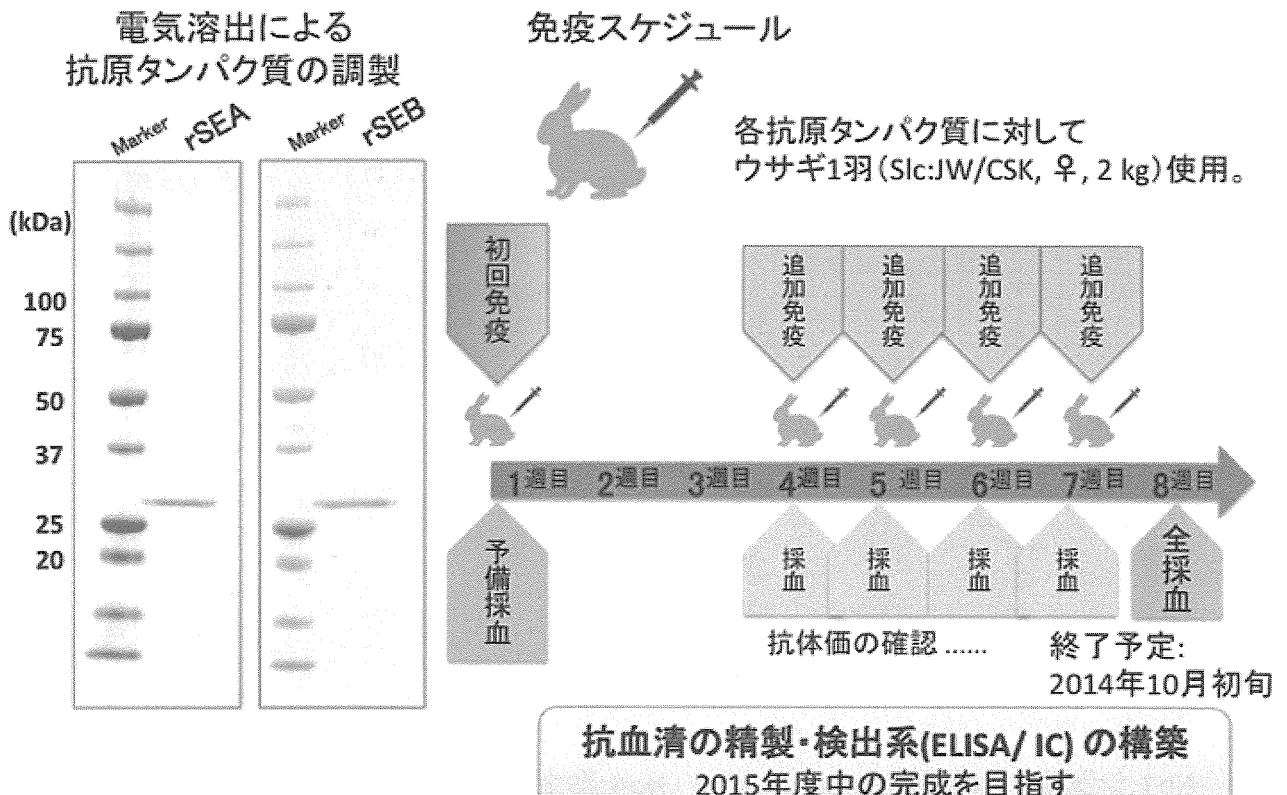 電気溶出による
抗原タンパク質の調製
Marker
rSEA
Marker
rSEB
(kDa)
100
75
50
37
25
20
免疫スケジュール
各抗原タンパク質に対して
ウサギ1羽(Slc:JW/CSK, ♀, 2 kg)使用。
初回免疫
追加免疫
追加免疫
追加免疫
追加免疫
1週目
2週目
3週目
4週目
5 週目
6週目
7週目
8週目
予備採血
採血
採血
採血
採血
全採血
抗体価の確認 ......
終了予定:
2014年10月初旬
抗血清の精製・検出系(ELISA/ IC) の構築
2015年度中の完成を目指す